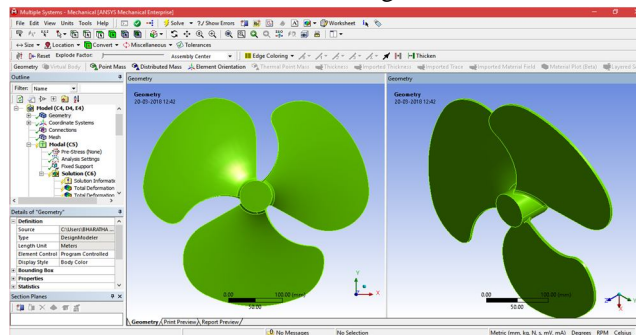 Multiple Systems - Mechanical [ANSYS Mechanical Enterprise]
File Edit View Units Tools Help
Solve ?/ Show Errors Worksheet
Size Location Convert Miscellaneous Tolerances
Reset Explode Factor: Assembly Center Edge Coloring Thicken
Geometry Virtual Body Point Mass Distributed Mass Element Orientation Thermal Point Mass Thickness Imported Thickness Imported Trace Imported Material Field Material Plot (Beta) Layered
Outline
Filter: Name
Model (C4, D4, E4)
Geometry
Coordinate Systems
Connections
Mesh
Modal (C5)
Pre-Stress (None)
Analysis Settings
Fixed Support
Solution (C6)
Solution Informati
Total Deformation
Total Deformation
Details of "Geometry"
Definition
Source C:\Users\BHARATHA ...
Type DesignModeler
Length Unit Meters
Element Control Program Controlled
Display Style Body Color
Bounding Box
Properties
Statistics
Section Planes
Geometry
Geometry
20-03-2018 12:42
0.00 100.00 (mm)
50.00
Y
X
Geometry
Geometry
20-03-2018 12:42
0.00 100.00 (mm)
50.00
Y
X
Geometry Print Preview Report Preview
No Messages No Selection Metric (mm, kg, N, s, mV, mA) Degrees RPM Celsius